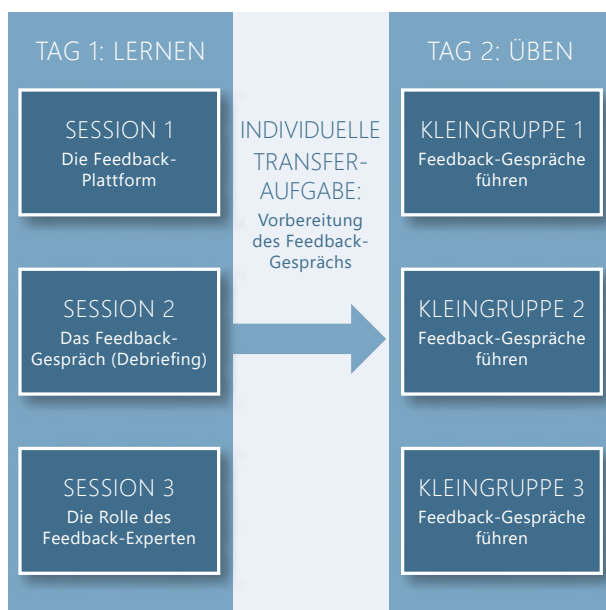 TAG 1: LERNEN
SESSION 1
Die Feedback-
Plattform
SESSION 2
Das Feedback-
Gespräch (Debriefing)
SESSION 3
Die Rolle des
Feedback-Experten
INDIVIDUELLE
TRANSFER-
AUFGABE:
Vorbereitung
des Feedback-
Gesprächs
TAG 2: ÜBEN
KLEINGRUPPE 1
Feedback-Gespräche
führen
KLEINGRUPPE 2
Feedback-Gespräche
führen
KLEINGRUPPE 3
Feedback-Gespräche
führen